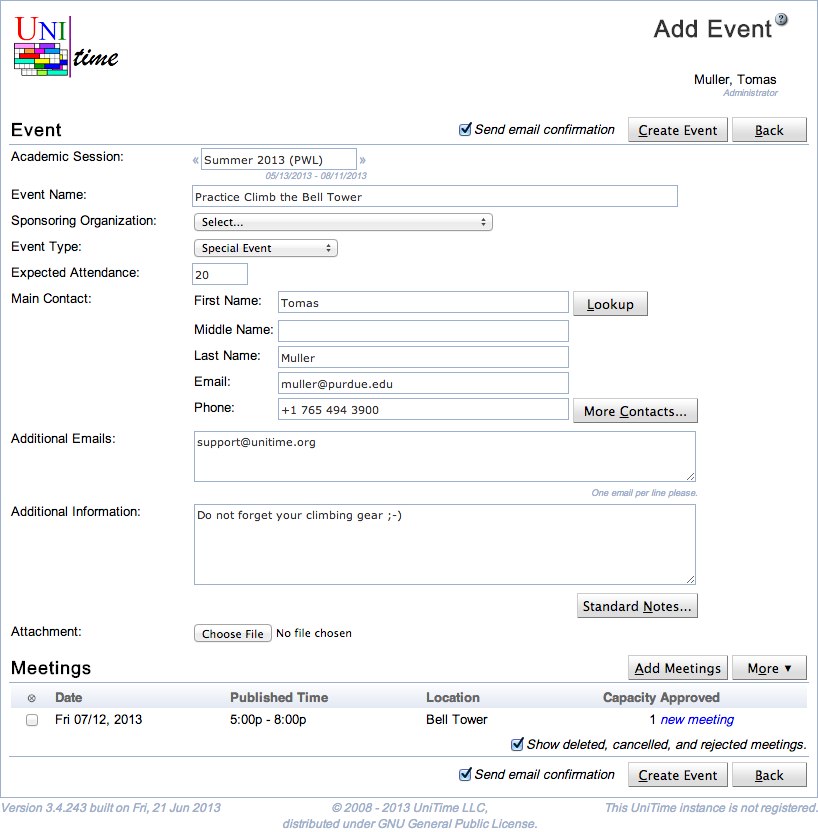 UNI time
Add Event ?
Muller, Tomas
Administrator
Event
Send email confirmation Create Event Back
Academic Session: « Summer 2013 (PWL) »
05/13/2013 - 08/11/2013
Event Name: Practice Climb the Bell Tower
Sponsoring Organization: Select...
Event Type: Special Event
Expected Attendance: 20
Main Contact: First Name: Tomas Lookup
Middle Name:
Last Name: Muller
Email: muller@purdue.edu
Phone: +1 765 494 3900 More Contacts...
Additional Emails: support@unitime.org
One email per line please.
Additional Information: Do not forget your climbing gear ;-)
Standard Notes...
Attachment: Choose File No file chosen
Meetings Add Meetings More ▼
Date Published Time Location Capacity Approved
Fri 07/12, 2013 5:00p - 8:00p Bell Tower 1 new meeting
Show deleted, cancelled, and rejected meetings.
Send email confirmation Create Event Back
Version 3.4.243 built on Fri, 21 Jun 2013 © 2008 - 2013 UniTime LLC, This UniTime instance is not registered.
distributed under GNU General Public License.